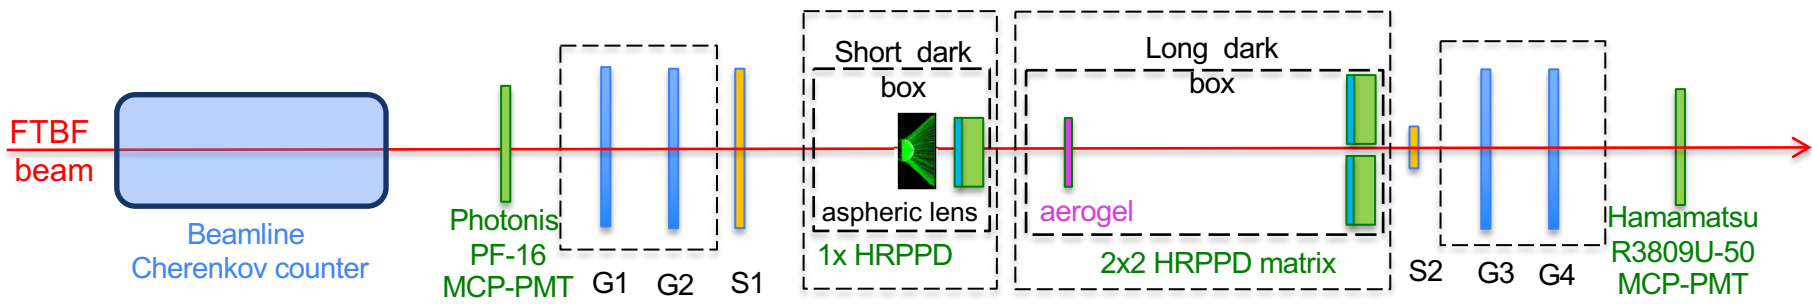 FTBF
beam
Beamline
Cherenkov counter
Photonis
PF-16
MCP-PMT
G1
G2
S1
Short dark
box
aspheric lens
1x HRPPD
Long dark
box
aerogel
2x2 HRPPD matrix
S2
G3
G4
Hamamatsu
R3809U-50
MCP-PMT